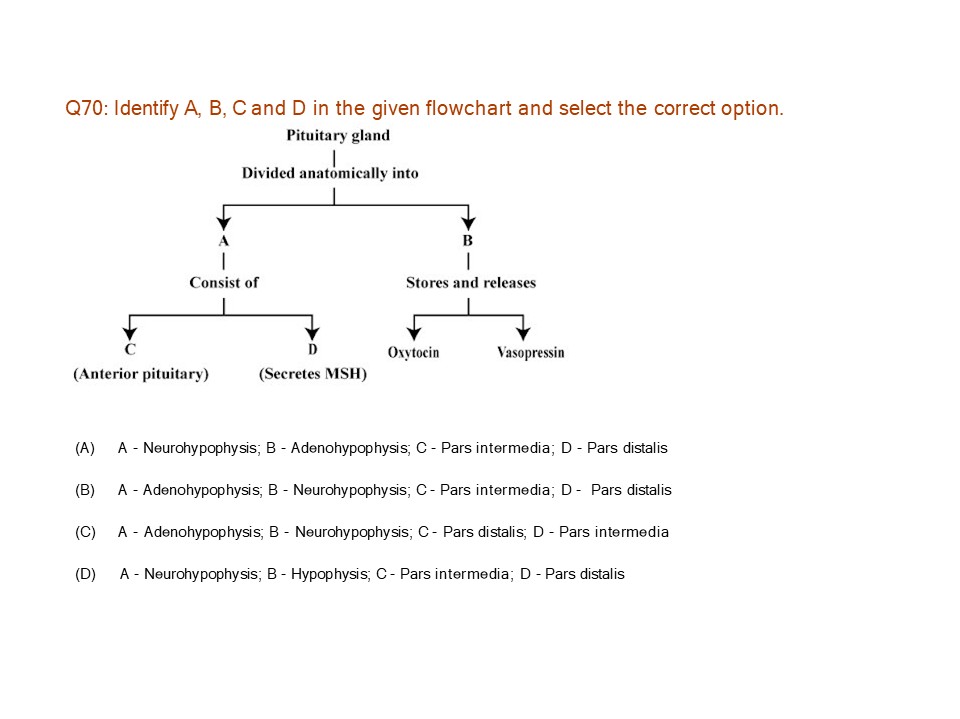 Q70: Identify A, B, C and D in the given flowchart and select the correct option.
Pituitary gland
Divided anatomically into
A B
Consist of Stores and releases
C D Oxytocin Vasopressin
(Anterior pituitary) (Secretes MSH)
(A) A - Neurohypophysis; B - Adenohypophysis; C - Pars intermedia; D - Pars distalis
(B) A - Adenohypophysis; B - Neurohypophysis; C - Pars intermedia; D - Pars distalis
(C) A - Adenohypophysis; B - Neurohypophysis; C - Pars distalis; D - Pars intermedia
(D) A - Neurohypophysis; B - Hypophysis; C - Pars intermedia; D - Pars distalis